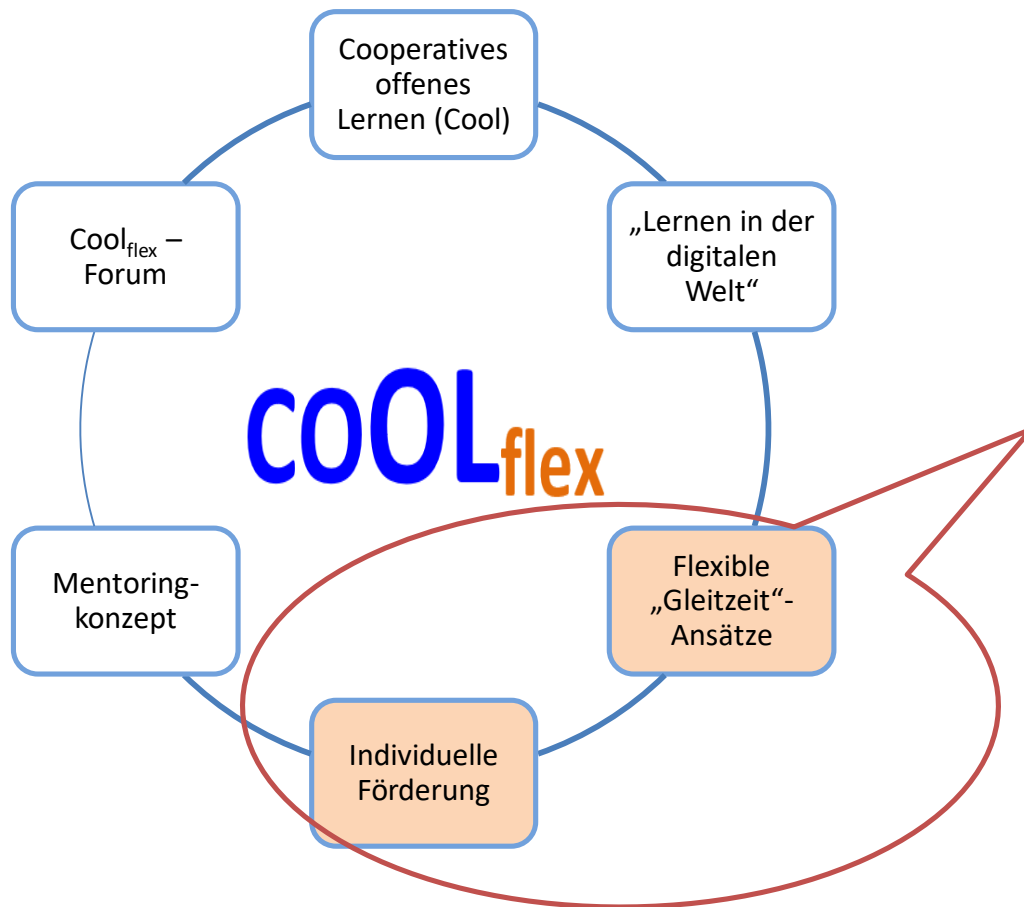 Cooperatives
offenes
Lernen (Cool)
„Lernen in der
digitalen
Welt“
Flexible
„Gleitzeit“-
Ansätze
Individuelle
Förderung
Mentoring-
konzept
Coolflex –
Forum
COOLflex